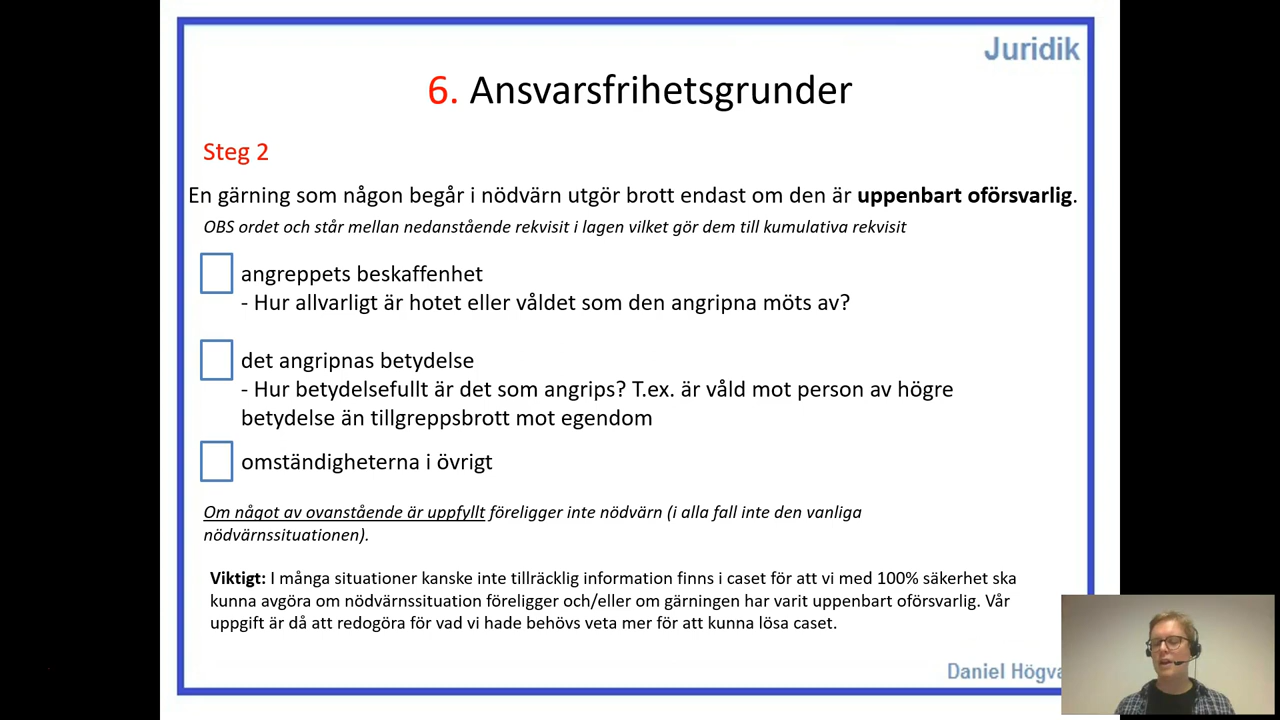 Juridik
6. Ansvarsfrihetsgrunder
Steg 2
En gärning som någon begår i nödvärn utgör brott endast om den är uppenbart oförsvarlig.
OBS ordet och står mellan nedanstående rekvisit i lagen vilket gör dem till kumulativa rekvisit
angreppets beskaffenhet
- Hur allvarligt är hotet eller våldet som den angripna möts av?
det angripnas betydelse
- Hur betydelsefullt är det som angrips? T.ex. är våld mot person av högre
betydelse än tillgreppsbrott mot egendom
omständigheterna i övrigt
Om något av ovanstående är uppfyllt föreligger inte nödvärn (i alla fall inte den vanliga
nödvärnssituationen).
Viktigt: I många situationer kanske inte tillräcklig information finns i caset för att vi med 100% säkerhet ska
kunna avgöra om nödvärnssituation föreligger och/eller om gärningen har varit uppenbart oförsvarlig. Vår
uppgift är då att redogöra för vad vi hade behövs veta mer för att kunna lösa caset.
Daniel